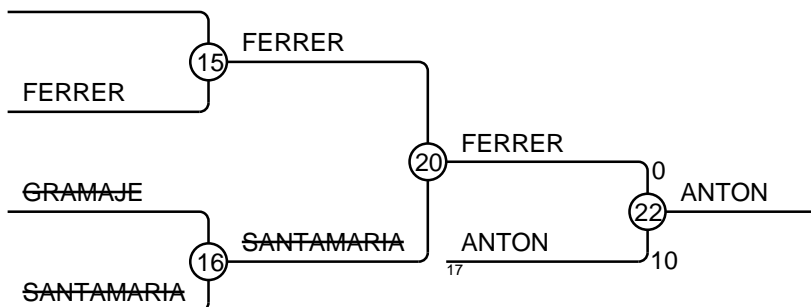 FERRER
15
FERRER
FERRER
20
0
GRAMAJE
ANTON
22
SANTAMARIA
ANTON
16
17
10
SANTAMARIA